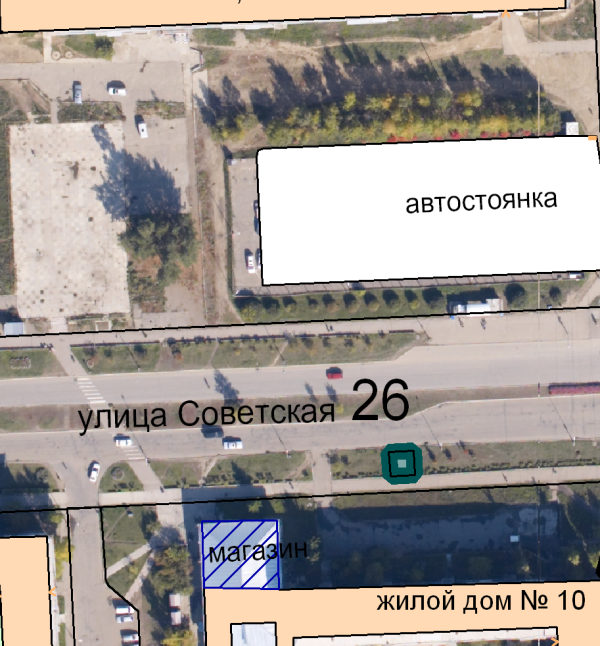 автостоянка
улица Советская 26
магазин
жилой дом № 10